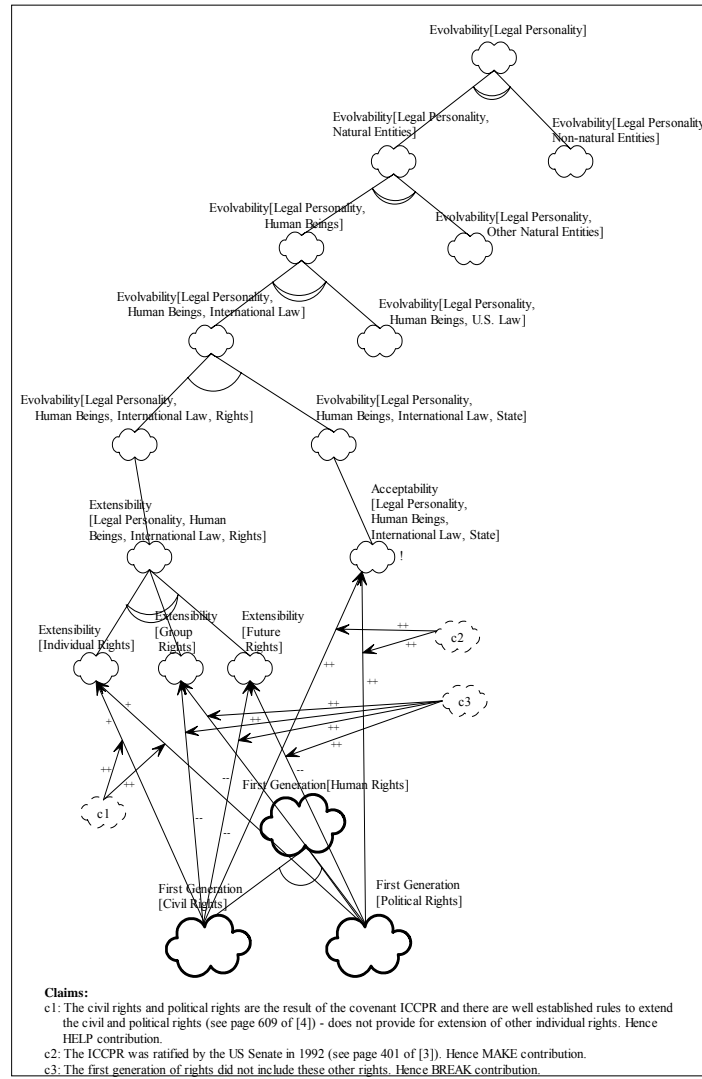 Evolvability[Legal Personality]
Evolvability[Legal Personality,
Natural Entities]
Evolvability[Legal Personality
Non-natural Entities]
Evolvability[Legal Personality,
Human Beings]
Evolvability[Legal Personality,
Other Natural Entities]
Evolvability[Legal Personality,
Human Beings, International Law]
Evolvability[Legal Personality,
Human Beings, U.S. Law]
Evolvability[Legal Personality,
Human Beings, International Law, Rights]
Evolvability[Legal Personality,
Human Beings, International Law, State]
Extensibility
[Legal Personality, Human
Beings, International Law, Rights]
Acceptability
[Legal Personality,
Human Beings,
International Law, State]
!
Extensibility
[Individual Rights]
Extensibility
[Group
Rights]
Extensibility
[Future
Rights]
++
c2
++
++
++
c3
+
++
++
+
++
++
++
--
--
++
c1
--
--
First Generation[Human Rights]
First Generation
[Civil Rights]
First Generation
[Political Rights]
Claims:
c1: The civil rights and political rights are the result of the covenant ICCPR and there are well established rules to extend
the civil and political rights (see page 609 of [4]) - does not provide for extension of other individual rights. Hence
HELP contribution.
c2: The ICCPR was ratified by the US Senate in 1992 (see page 401 of [3]). Hence MAKE contribution.
c3: The first generation of rights did not include these other rights. Hence BREAK contribution.